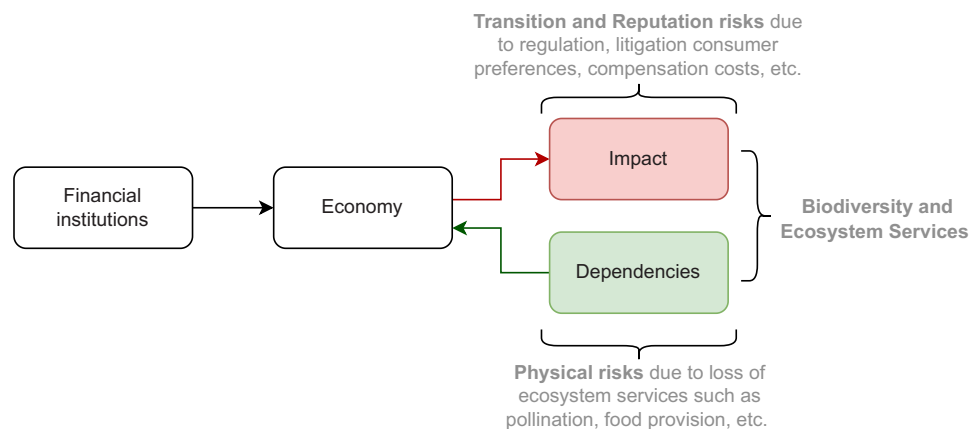 Transition and Reputation risks due
to regulation, litigation consumer
preferences, compensation costs, etc.
Impact
Financial
institutions
Economy
Biodiversity and
Ecosystem Services
Dependencies
Physical risks due to loss of
ecosystem services such as
pollination, food provision, etc.